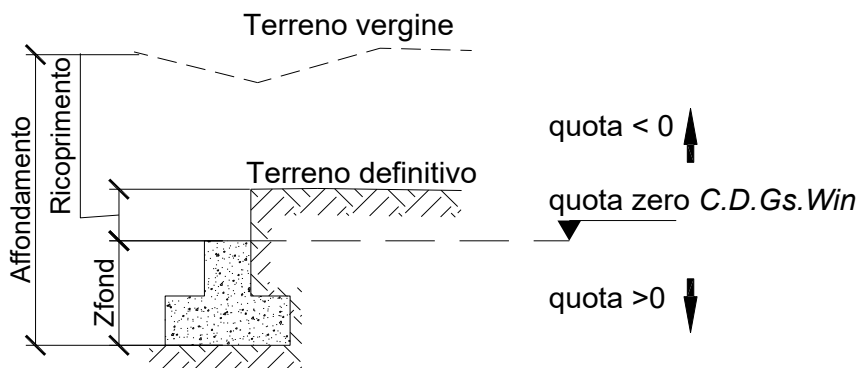 Terreno vergine
Affondamento
Ricoprimento
quota < 0
Terreno definitivo
quota zero C.D.Gs.Win
Zfond
quota >0